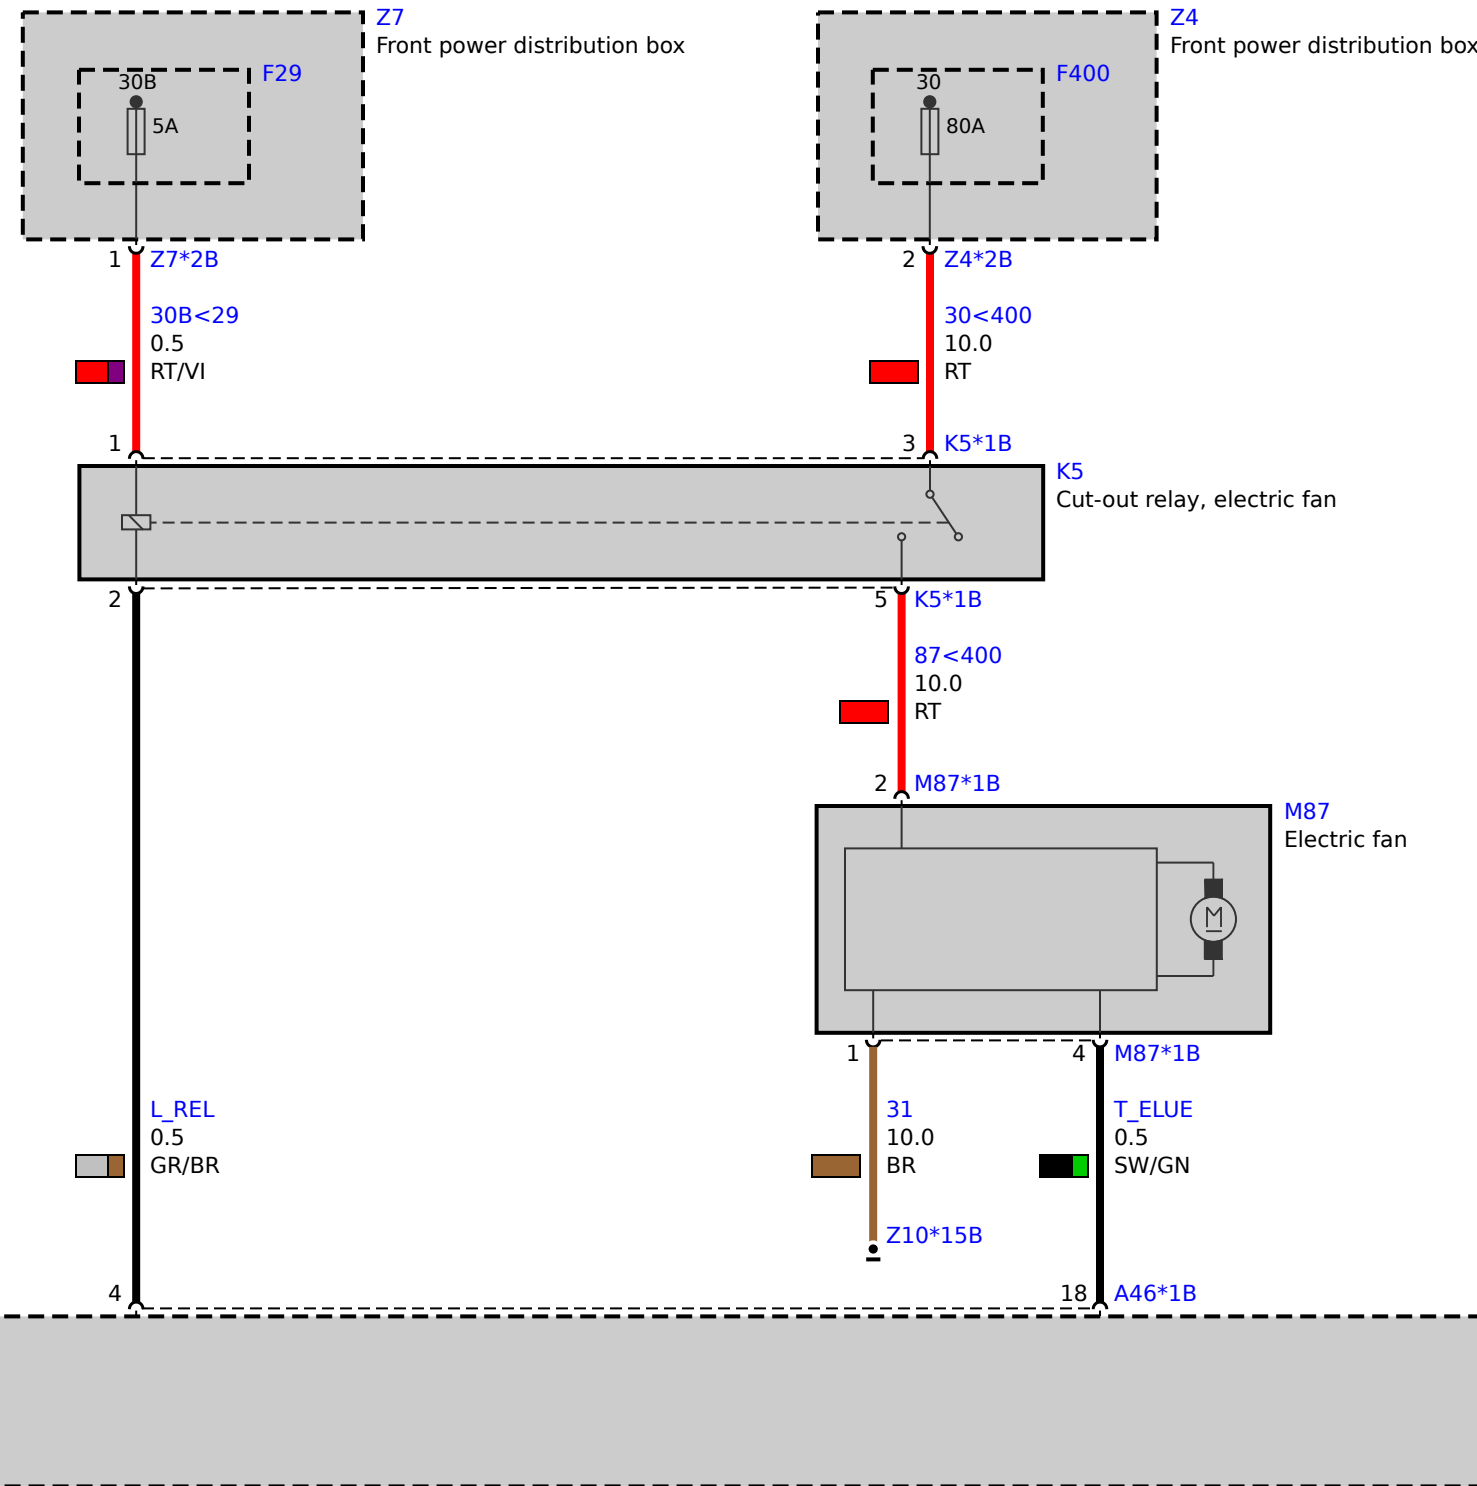 Z7
Front power distribution box
F29
30B
5A
Z4
Front power distribution box
F400
30
80A
1 Z7*2B
2 Z4*2B
30B<29
0.5
RT/VI
30<400
10.0
RT
1
3 K5*1B
K5
Cut-out relay, electric fan
2
5 K5*1B
87<400
10.0
RT
2 M87*1B
M87
Electric fan
M
1
4 M87*1B
L_REL
0.5
GR/BR
31
10.0
BR
T_ELUE
0.5
SW/GN
Z10*15B
4
18 A46*1B